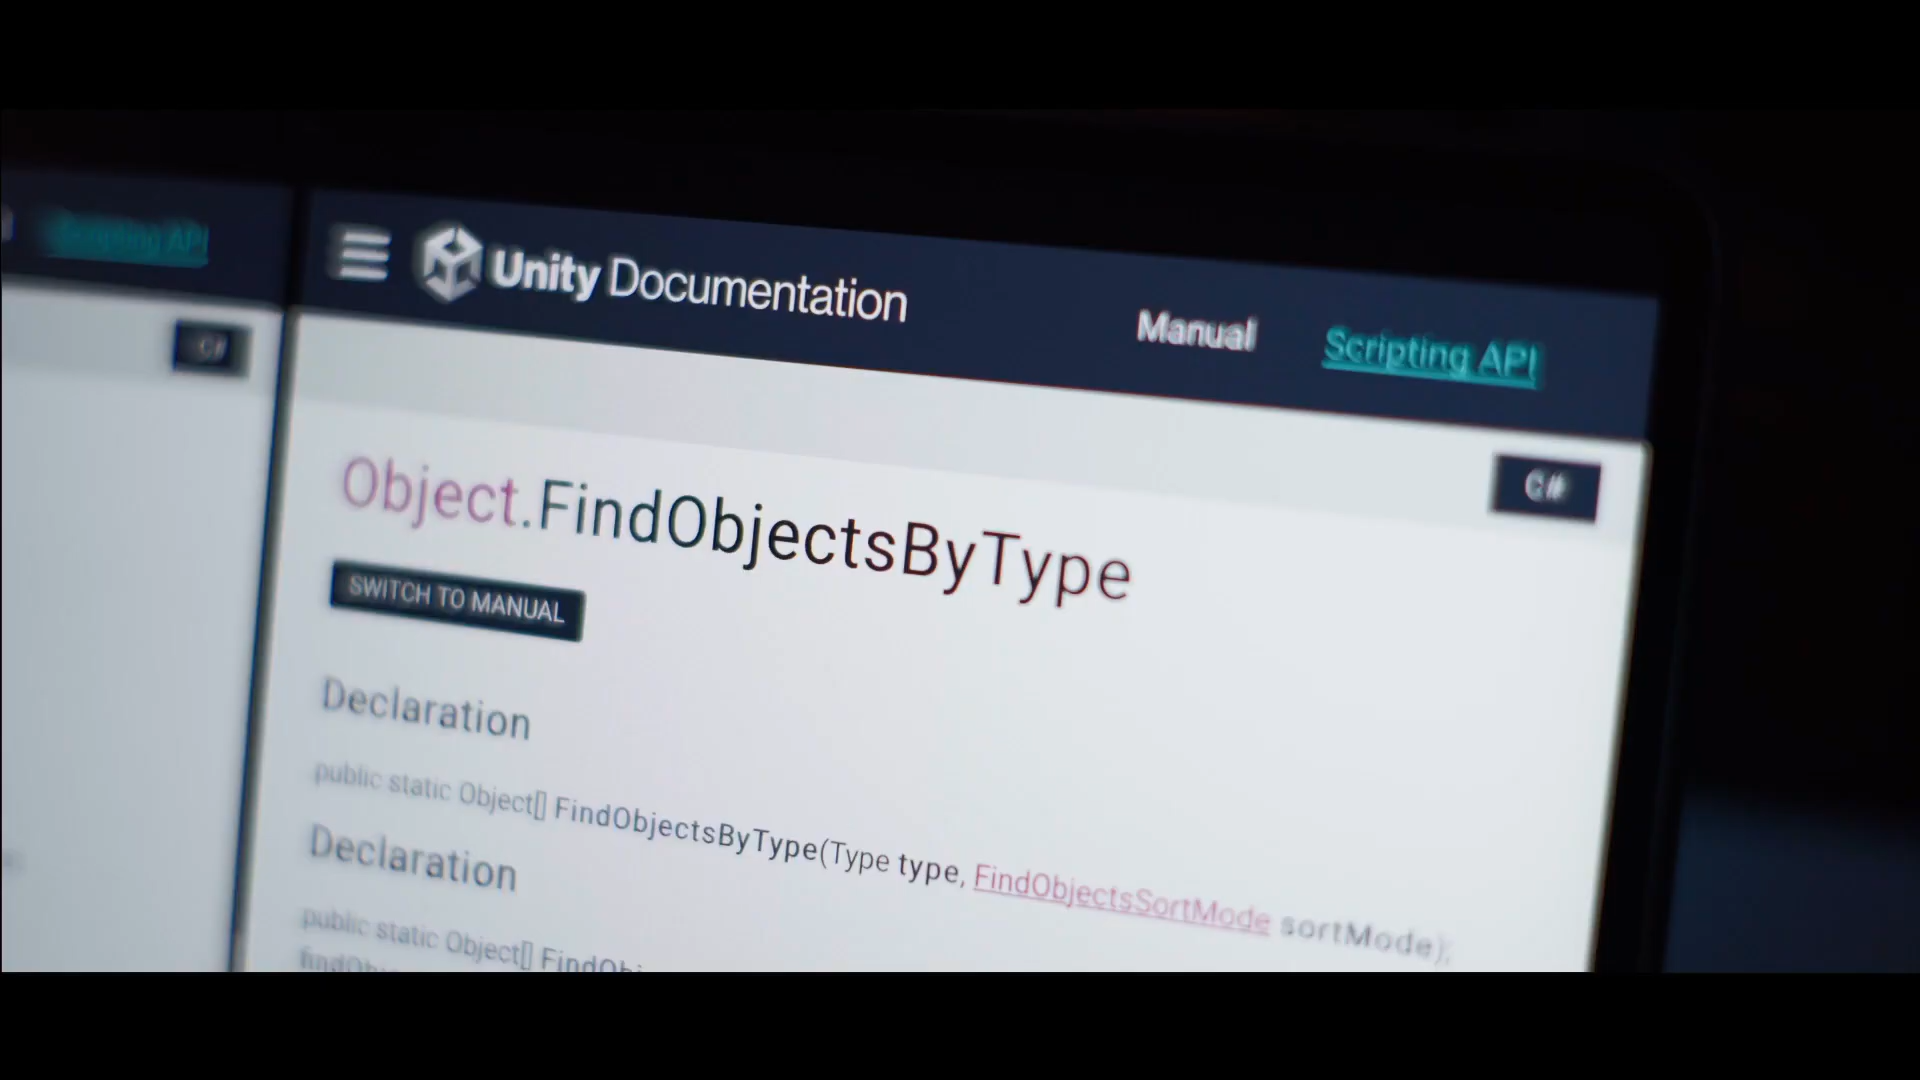 Scripting API
C#
Unity Documentation
Manual
Scripting API
C#
Object.FindObjectsByType
SWITCH TO MANUAL
Declaration
public static Object[] FindObjectsByType(Type type, FindObjectsSortMode sortMode);
Declaration
public static Object[]